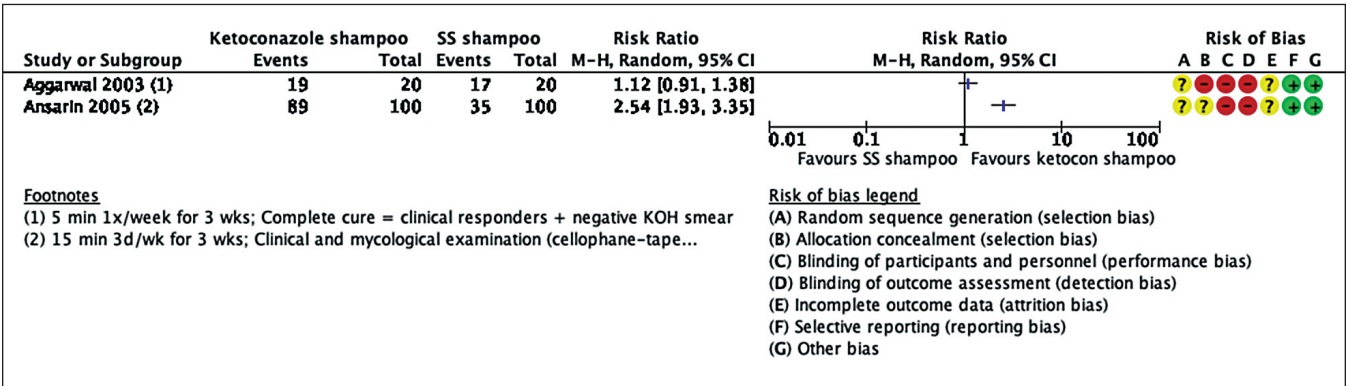 Ketoconazole shampoo SS shampoo Risk Ratio Risk Ratio Risk of Bias
Study or Subgroup Events Total Events Total M-H, Random, 95% CI M-H, Random, 95% CI A B C D E F G
Aggarwal 2003 (1) 19 20 17 20 1.12 [0.91, 1.38] ? - - - ? + +
Ansarin 2005 (2) 89 100 35 100 2.54 [1.93, 3.35] ? ? - - ? + +
0.01 0.1 1 10 100
Favours SS shampoo Favours ketocon shampoo
Footnotes
(1) 5 min 1x/week for 3 wks; Complete cure = clinical responders + negative KOH smear
(2) 15 min 3d/wk for 3 wks; Clinical and mycological examination (cellophane-tape...
Risk of bias legend
(A) Random sequence generation (selection bias)
(B) Allocation concealment (selection bias)
(C) Blinding of participants and personnel (performance bias)
(D) Blinding of outcome assessment (detection bias)
(E) Incomplete outcome data (attrition bias)
(F) Selective reporting (reporting bias)
(G) Other bias